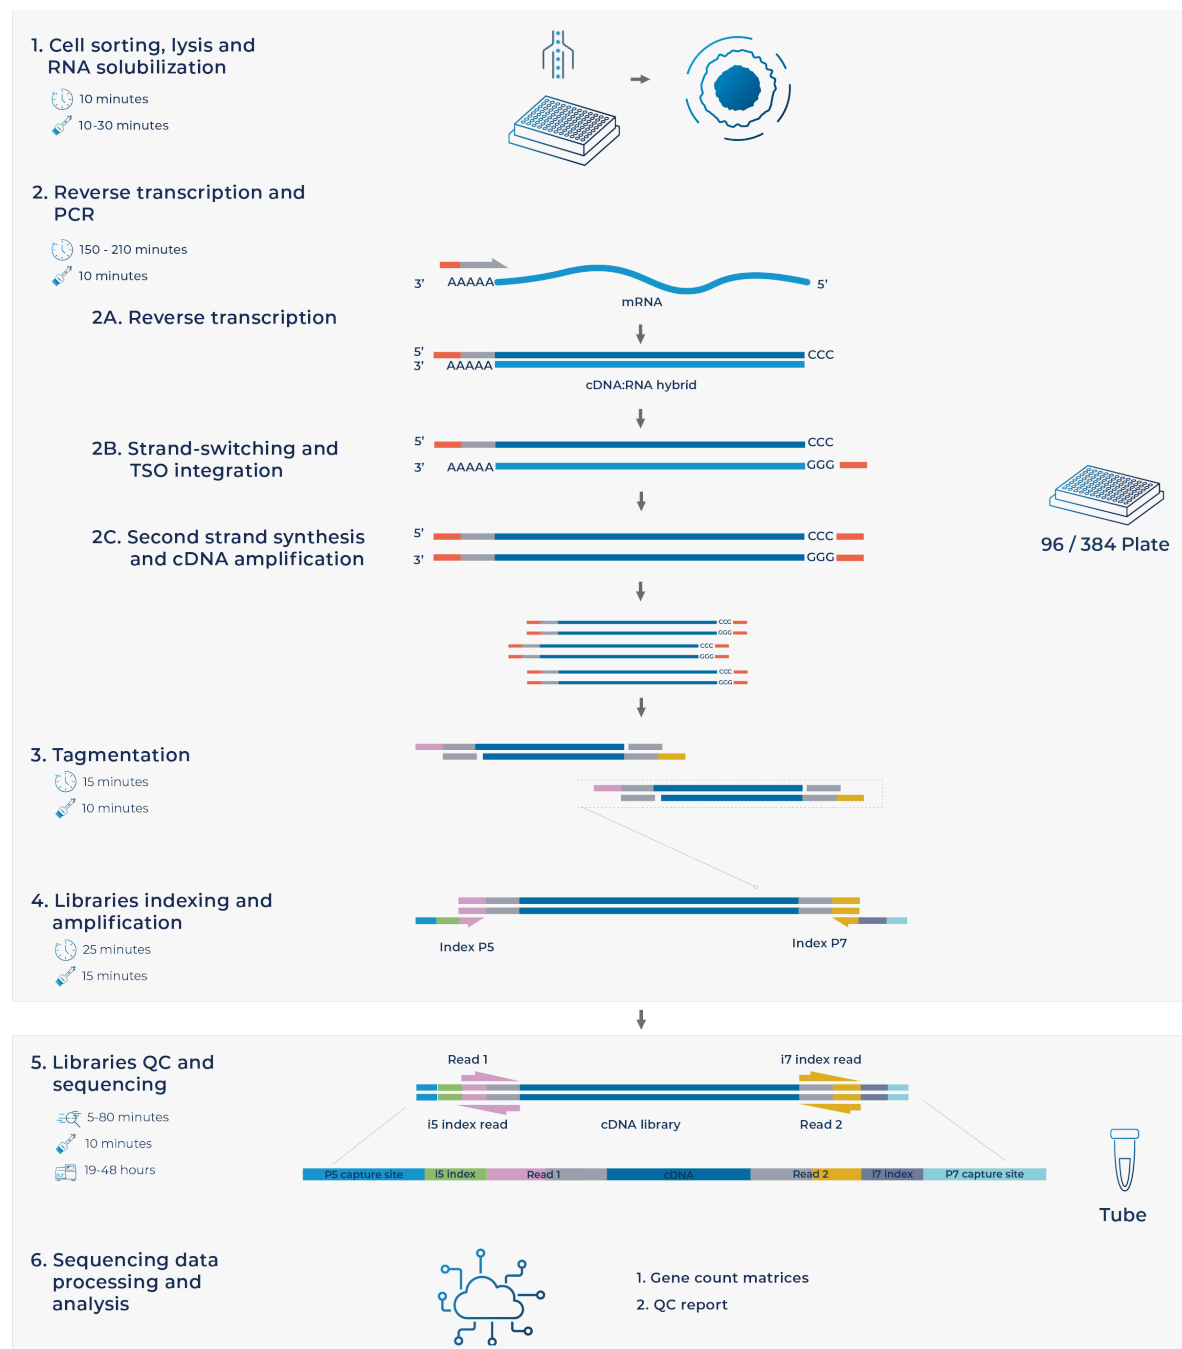 1. Cell sorting, lysis and
RNA solubilization
10 minutes
10-30 minutes
2. Reverse transcription and
PCR
150 - 210 minutes
10 minutes
3’ AAAAA 5’
mRNA
2A. Reverse transcription
5’ CCC
3’ AAAAA
cDNA:RNA hybrid
2B. Strand-switching and
TSO integration
5’ CCC
3’ AAAAA GGG
2C. Second strand synthesis
and cDNA amplification
5’ CCC
3’ GGG
96 / 384 Plate
CCC
GGG
CCC
GGG
CCC
GGG
3. Tagmentation
15 minutes
10 minutes
4. Libraries indexing and
amplification
25 minutes
15 minutes
Index P5
Index P7
5. Libraries QC and
sequencing
5-80 minutes
10 minutes
19-48 hours
Read 1
i7 index read
i5 index read
cDNA library
Read 2
P5 capture site i5 index Read 1 cDNA Read 2 i7 index P7 capture site
Tube
6. Sequencing data
processing and
analysis
1. Gene count matrices
2. QC report